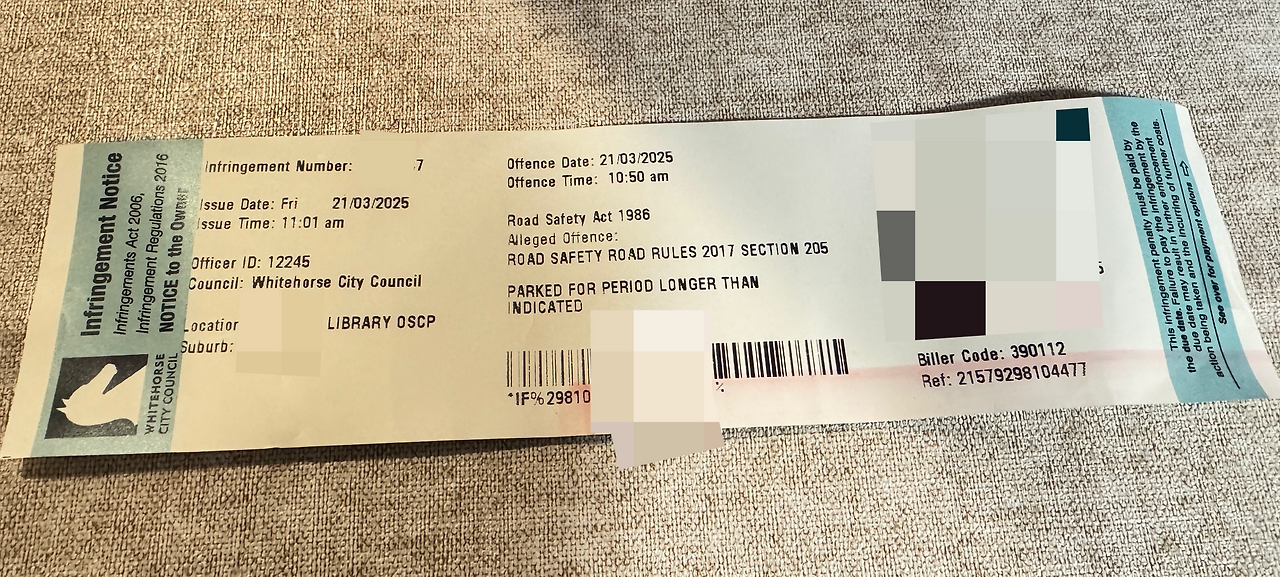 Infringement Notice
Infringements Act 2006,
Infringement Regulations 2016
NOTICE to the OWNER
WHITEHORSE
CITY COUNCIL
Infringement Number: 7
Issue Date: Fri 21/03/2025
Issue Time: 11:01 am
Officer ID: 12245
Council: Whitehorse City Council
Location LIBRARY OSCP
Suburb:
Offence Date: 21/03/2025
Offence Time: 10:50 am
Road Safety Act 1986
Alleged Offence:
ROAD SAFETY ROAD RULES 2017 SECTION 205
PARKED FOR PERIOD LONGER THAN
INDICATED
*IF%29810
%
Biller Code: 390112
Ref: 21579298104477
This infringement penalty must be paid by
the due date. Failure to pay the infringement by the
due date may result in further enforcement
action being taken and the incurring of further costs.
See over for payment options